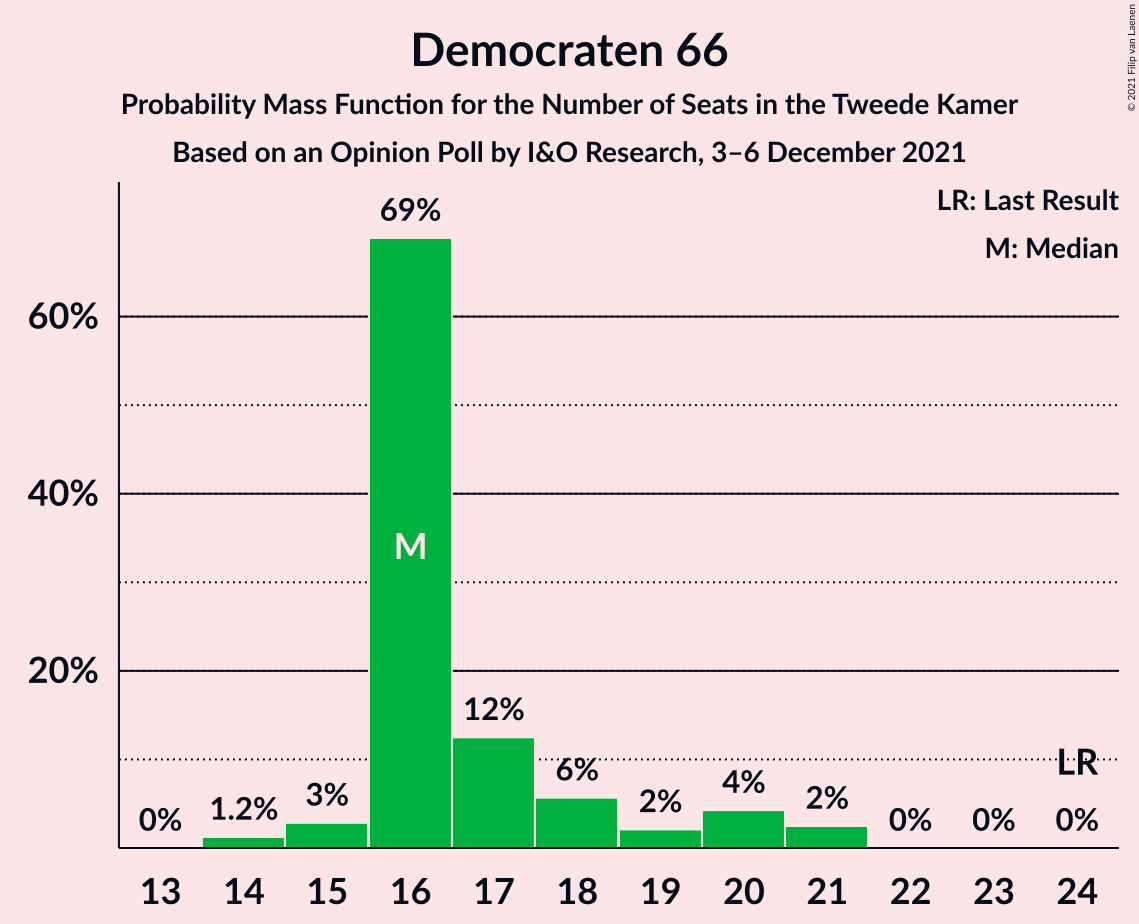 Democraten 66
Probability Mass Function for the Number of Seats in the Tweede Kamer
Based on an Opinion Poll by I&O Research, 3–6 December 2021
© 2021 Filip van Laenen
LR: Last Result
M: Median
69%
60%
40%
M
20%
12%
LR
6%
4%
2%
2%
3%
1.2%
0%
0%
0%
0%
13 14 15 16 17 18 19 20 21 22 23 24